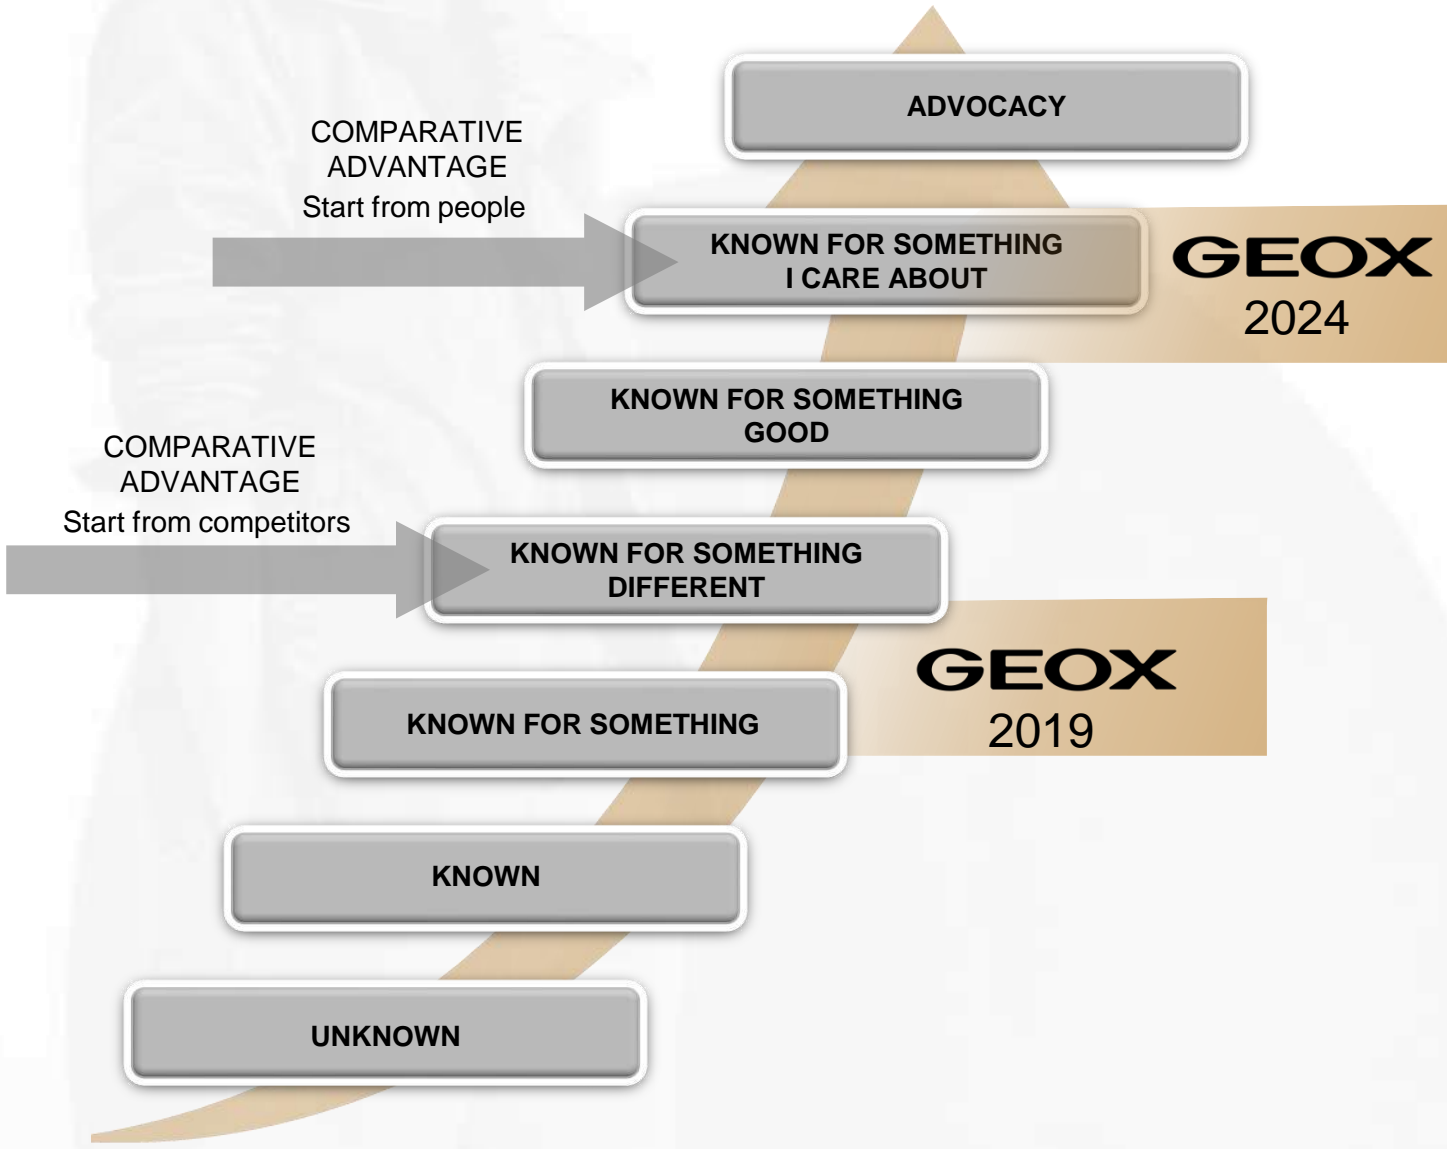 ADVOCACY
COMPARATIVE
ADVANTAGE
Start from people
KNOWN FOR SOMETHING
I CARE ABOUT
GEOX
2024
KNOWN FOR SOMETHING
GOOD
COMPARATIVE
ADVANTAGE
Start from competitors
KNOWN FOR SOMETHING
DIFFERENT
GEOX
2019
KNOWN FOR SOMETHING
KNOWN
UNKNOWN